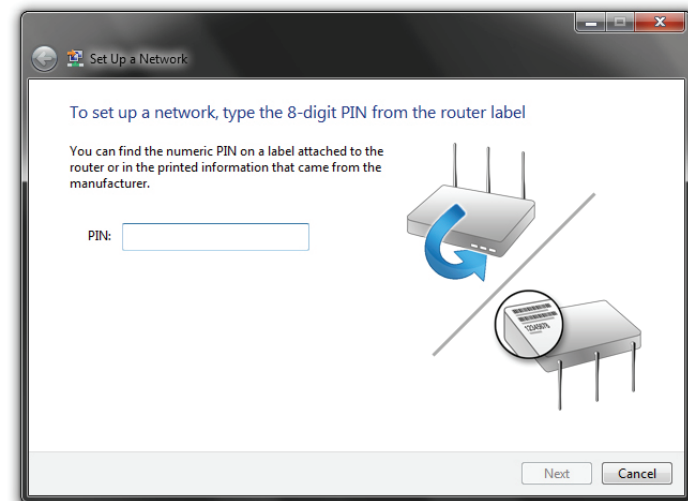 Set Up a Network
To set up a network, type the 8-digit PIN from the router label
You can find the numeric PIN on a label attached to the
router or in the printed information that came from the
manufacturer.
PIN:
12345678
Next
Cancel